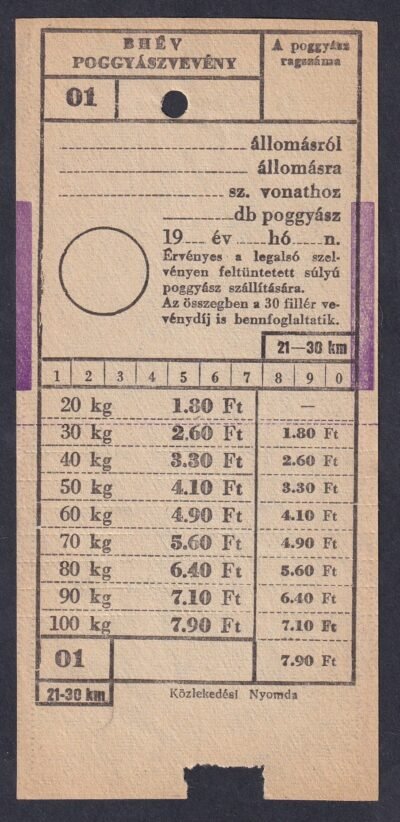 BHÉV
POGGYÁSZVEVÉNY
A poggyász
ragszáma
01
állomásról
állomásra
sz. vonathoz
db poggyász
19 év hó n.
Érvényes a legalsó szel-
vényen feltüntetett súlyú
poggyász szállítására.
Az összegben a 30 fillér ve-
vénydíj is bennfoglaltatik.
21—30 km
1 2 3 4 5 6 7 8 9 0
20 kg 1.80 Ft —
30 kg 2.60 Ft 1.80 Ft
40 kg 3.30 Ft 2.60 Ft
50 kg 4.10 Ft 3.30 Ft
60 kg 4.90 Ft 4.10 Ft
70 kg 5.60 Ft 4.90 Ft
80 kg 6.40 Ft 5.60 Ft
90 kg 7.10 Ft 6.40 Ft
100 kg 7.90 Ft 7.10 Ft
01 7.90 Ft
21-30 km
Közlekedési Nyomda